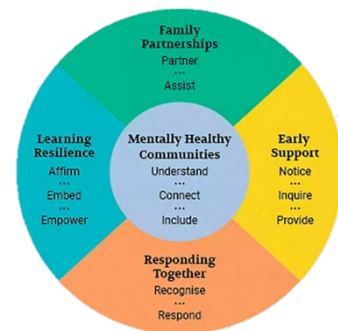 Family
Partnerships
Partner
...
Assist
Learning
Resilience
Affirm
...
Embed
...
Empower
Mentally Healthy
Communities
Understand
...
Connect
...
Include
Early
Support
Notice
...
Inquire
...
Provide
Responding
Together
Recognise
...
Respond